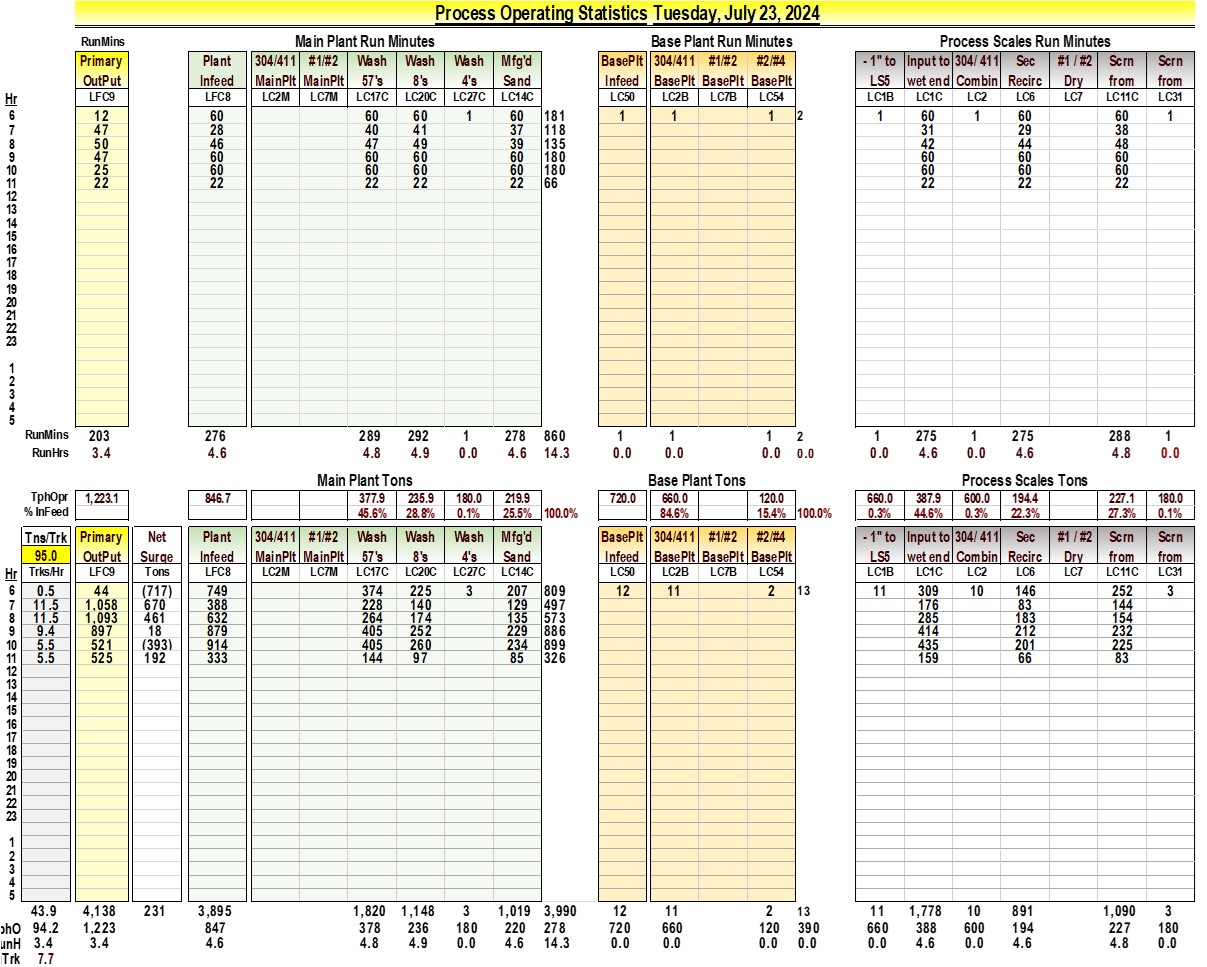 Process Operating Statistics Tuesday, July 23, 2024
RunMins Main Plant Run Minutes Base Plant Run Minutes Process Scales Run Minutes
Primary Plant 304/411 #1/#2 Wash Wash Wash Mfg'd BasePlt 304/411 #1/#2 #2/#4 - 1" to Input to 304/ 411 Sec #1 / #2 Scrn Scrn
OutPut Infeed MainPlt MainPlt 57's 8's 4's Sand Infeed BasePlt BasePlt BasePlt LS5 wet end Combin Recirc Dry from from
Hr LFC9 LFC8 LC2M LC7M LC17C LC20C LC27C LC14C LC50 LC2B LC7B LC54 LC1B LC1C LC2 LC6 LC7 LC11C LC31
6 12 60 60 60 1 60 181 1 1 1 2 1 60 1 60 60 1
7 47 28 40 41 37 118 31 29 38
8 50 46 47 49 39 135 42 44 48
9 47 60 60 60 60 180 60 60 60
10 25 60 60 60 60 180 60 60 60
11 22 22 22 22 22 66 22 22 22
12
13
14
15
16
17
18
19
20
21
22
23
1
2
3
4
5
RunMins 203 276 289 292 1 278 860 1 1 1 2 1 275 1 275 288 1
RunHrs 3.4 4.6 4.8 4.9 0.0 4.6 14.3 0.0 0.0 0.0 0.0 0.0 4.6 0.0 4.6 4.8 0.0
Main Plant Tons Base Plant Tons Process Scales Tons
TphOpr 1,223.1 846.7 377.9 235.9 180.0 219.9 720.0 660.0 120.0 660.0 387.9 600.0 194.4 227.1 180.0
% InFeed 45.6% 28.8% 0.1% 25.5% 100.0% 84.6% 15.4% 100.0% 0.3% 44.6% 0.3% 22.3% 27.3% 0.1%
Tns/Trk Primary Net Plant 304/411 #1/#2 Wash Wash Wash Mfg'd BasePlt 304/411 #1/#2 #2/#4 - 1" to Input to 304/ 411 Sec #1 / #2 Scrn Scrn
95.0 OutPut Surge Infeed MainPlt MainPlt 57's 8's 4's Sand Infeed BasePlt BasePlt BasePlt LS5 wet end Combin Recirc Dry from from
Hr Trks/Hr LFC9 Tons LFC8 LC2M LC7M LC17C LC20C LC27C LC14C LC50 LC2B LC7B LC54 LC1B LC1C LC2 LC6 LC7 LC11C LC31
6 0.5 44 (717) 749 374 225 3 207 809 12 11 2 13 11 309 10 146 252 3
7 11.5 1,058 670 388 228 140 129 497 176 83 144
8 11.5 1,093 461 632 264 174 135 573 285 183 154
9 9.4 897 18 879 405 252 229 886 414 212 232
10 5.5 521 (393) 914 405 260 234 899 435 201 225
11 5.5 525 192 333 144 97 85 326 159 66 83
12
13
14
15
16
17
18
19
20
21
22
23
1
2
3
4
5
43.9 4,138 231 3,895 1,820 1,148 3 1,019 3,990 12 11 2 13 11 1,778 10 891 1,090 3
phO 94.2 1,223 847 378 236 180 220 278 720 660 120 390 660 388 600 194 227 180
unH 3.4 3.4 4.6 4.8 4.9 0.0 4.6 14.3 0.0 0.0 0.0 0.0 0.0 4.6 0.0 4.6 4.8 0.0
Trk 7.7